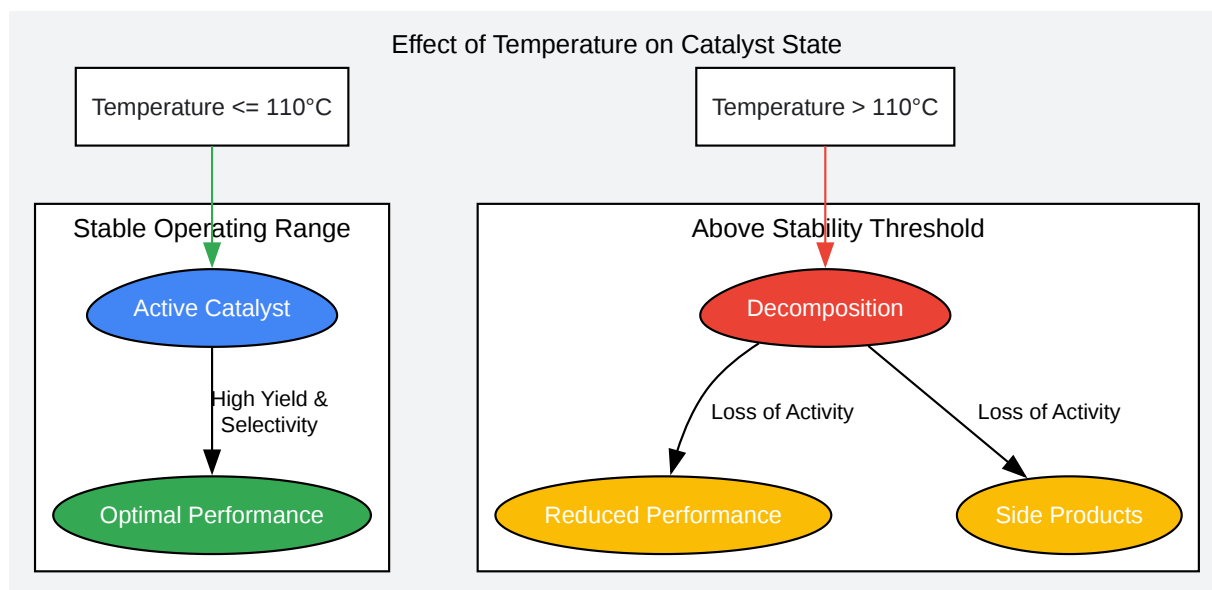 Effect of Temperature on Catalyst State
Temperature <= 110°C
Temperature > 110°C
Stable Operating Range
Above Stability Threshold
Active Catalyst
Decomposition
High Yield &
Selectivity
Loss of Activity
Loss of Activity
Optimal Performance
Reduced Performance
Side Products